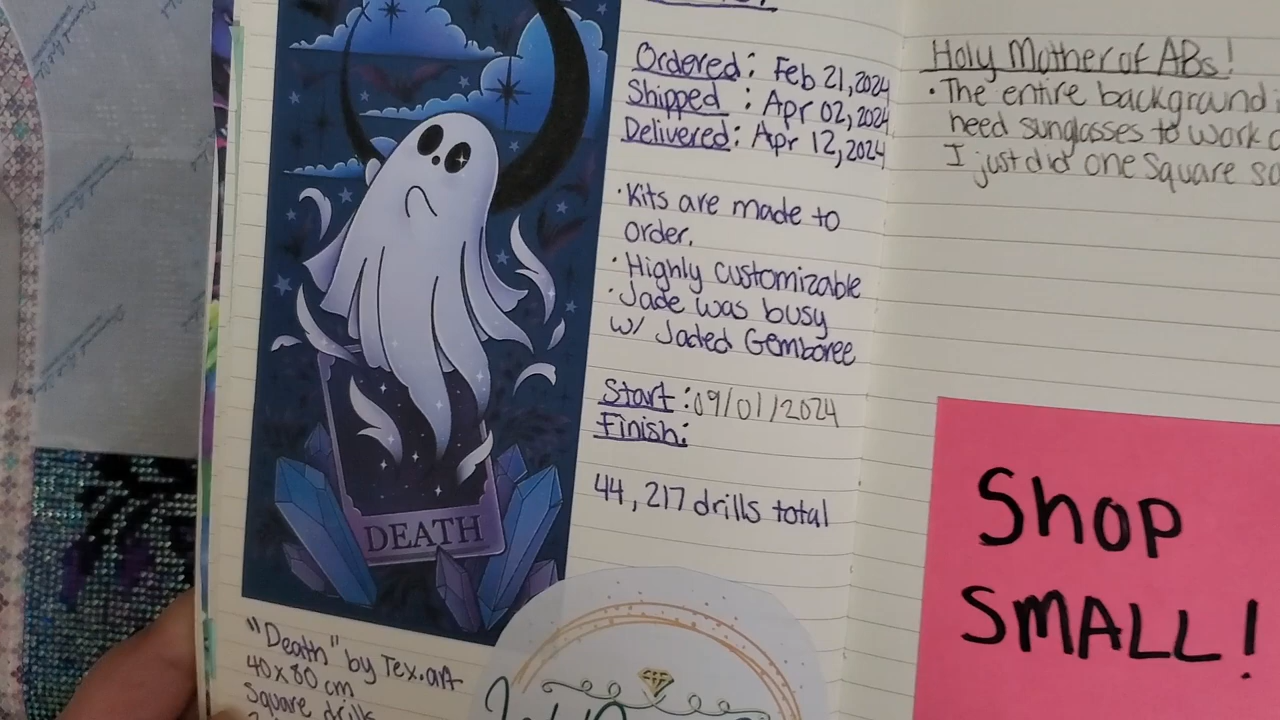 Ordered: Feb 21, 2024
Shipped : Apr 02, 2024
Delivered: Apr 12, 2024
·Kits are made to
order.
·Highly customizable
·Jade was busy
w/ Jaded Gemboree
Start: 09/01/2024
Finish:
44,217 drills total
DEATH
"Death" by Tex.art
40x80 cm
Square drills
Holy Mother of ABs!
·The entire background
need sunglasses to work
I just did one square
Shop
SMALL!